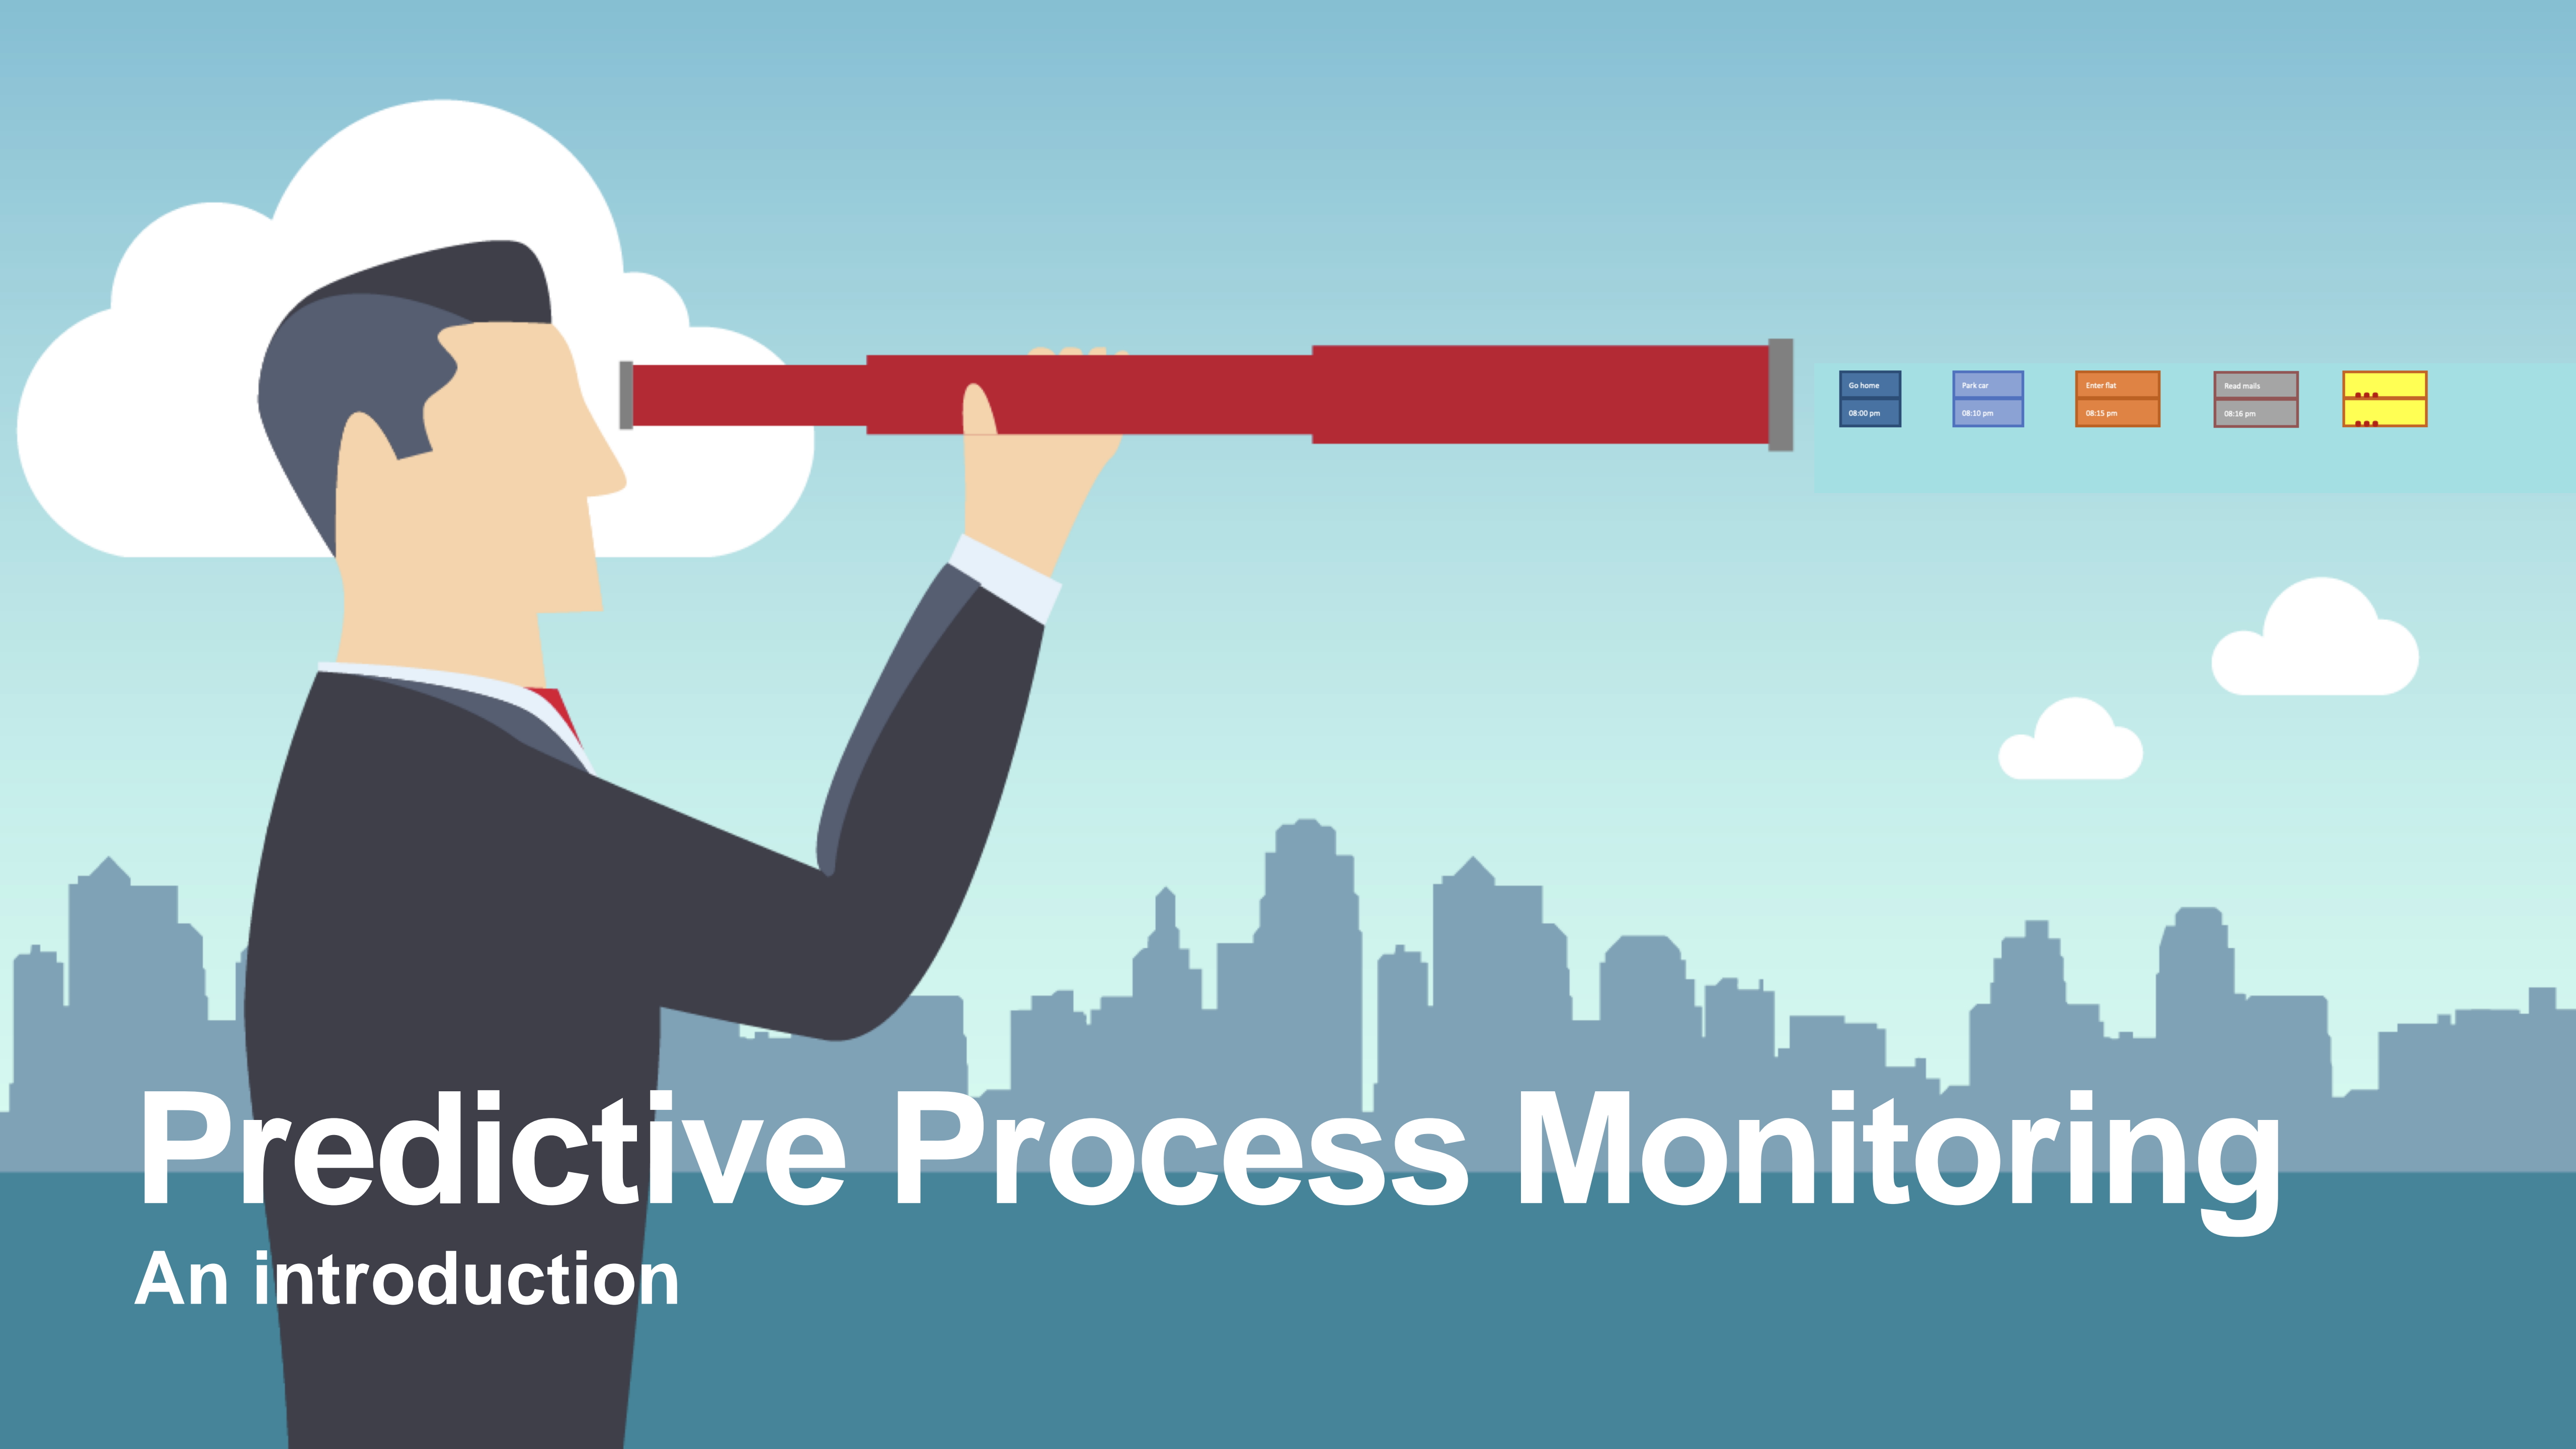 Go home
08:00 pm
Park car
08:10 pm
Enter flat
08:15 pm
Read mails
08:16 pm
...
...
Predictive Process Monitoring
An introduction